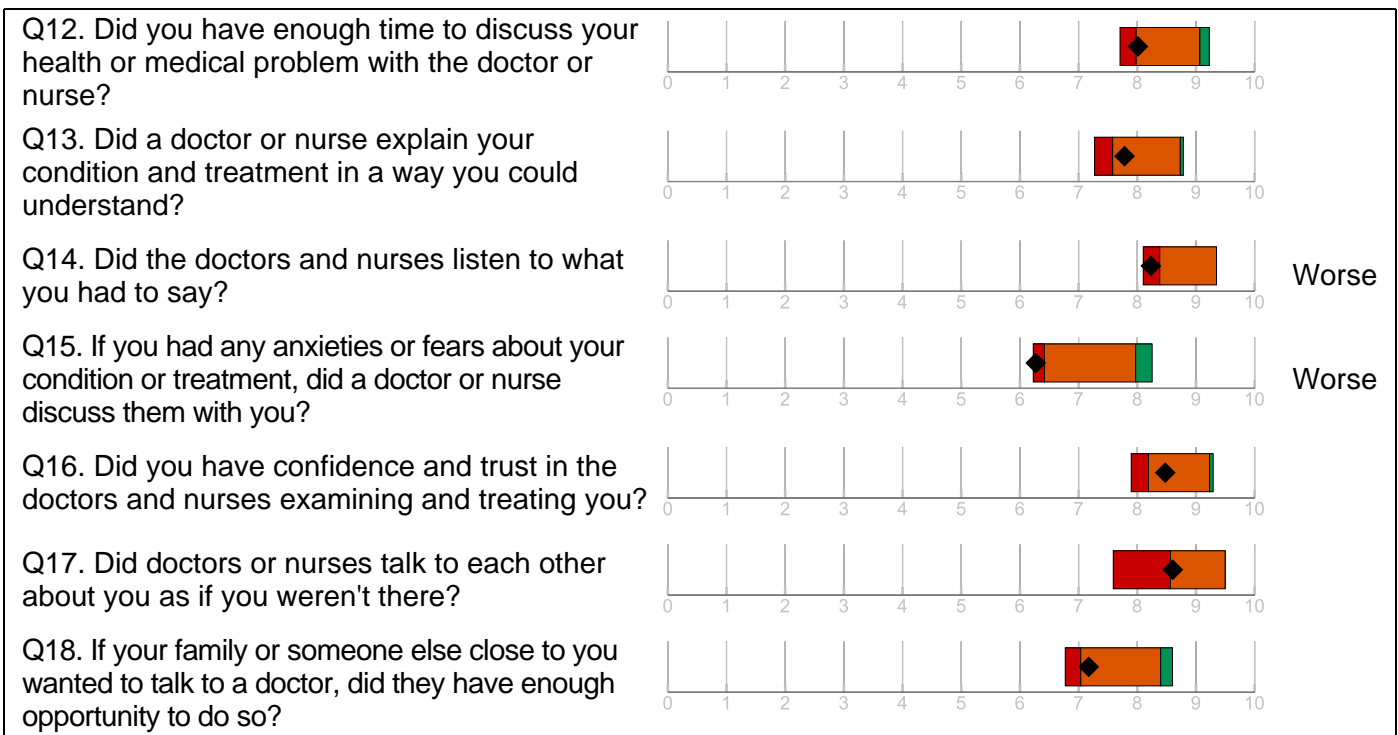 Q12. Did you have enough time to discuss your
health or medical problem with the doctor or
nurse?
0 1 2 3 4 5 6 7 8 9 10
Q13. Did a doctor or nurse explain your
condition and treatment in a way you could
understand?
0 1 2 3 4 5 6 7 8 9 10
Q14. Did the doctors and nurses listen to what
you had to say?
0 1 2 3 4 5 6 7 8 9 10
Worse
Q15. If you had any anxieties or fears about your
condition or treatment, did a doctor or nurse
discuss them with you?
0 1 2 3 4 5 6 7 8 9 10
Worse
Q16. Did you have confidence and trust in the
doctors and nurses examining and treating you?
0 1 2 3 4 5 6 7 8 9 10
Q17. Did doctors or nurses talk to each other
about you as if you weren't there?
0 1 2 3 4 5 6 7 8 9 10
Q18. If your family or someone else close to you
wanted to talk to a doctor, did they have enough
opportunity to do so?
0 1 2 3 4 5 6 7 8 9 10